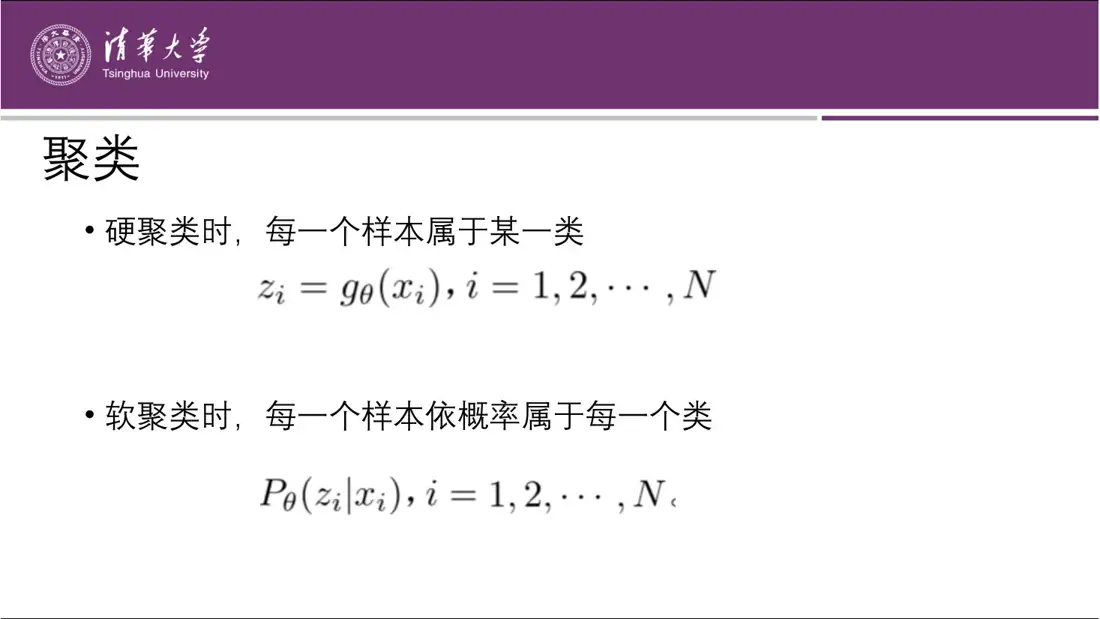 清华大学
Tsinghua University
聚类
• 硬聚类时，每一个样本属于某一类
z_i = g_θ(x_i)，i = 1, 2, ⋯ , N
• 软聚类时，每一个样本依概率属于每一个类
P_θ(z_i|x_i)，i = 1, 2, ⋯ , N